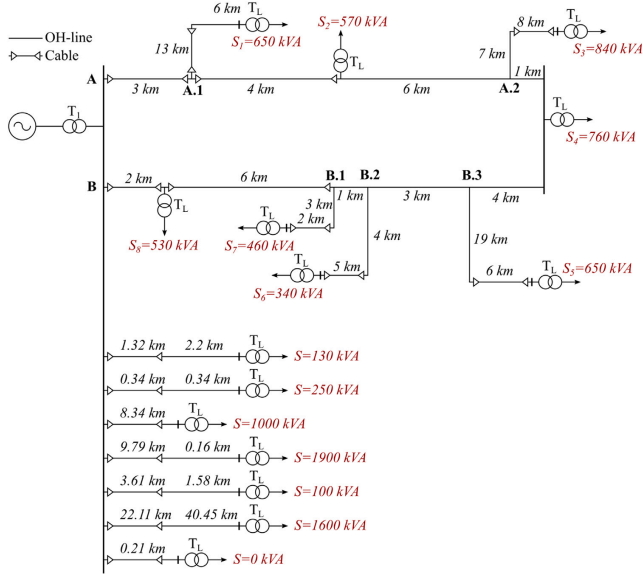 OH-line
Cable
6 km
T_L
S_1=650 kVA
S_2=570 kVA
T_L
8 km
T_L
S_3=840 kVA
13 km
7 km
A
3 km
A.1
4 km
6 km
A.2
1 km
T_1
T_L
S_4=760 kVA
B
2 km
6 km
B.1
B.2
B.3
1 km
3 km
4 km
T_L
3 km
T_L
2 km
S_8=530 kVA
S_7=460 kVA
4 km
19 km
T_L
5 km
S_6=340 kVA
6 km
T_L
S_5=650 kVA
1.32 km 2.2 km T_L S=130 kVA
0.34 km 0.34 km T_L S=250 kVA
8.34 km T_L S=1000 kVA
9.79 km 0.16 km T_L S=1900 kVA
3.61 km 1.58 km T_L S=100 kVA
22.11 km 40.45 km T_L S=1600 kVA
0.21 km T_L S=0 kVA